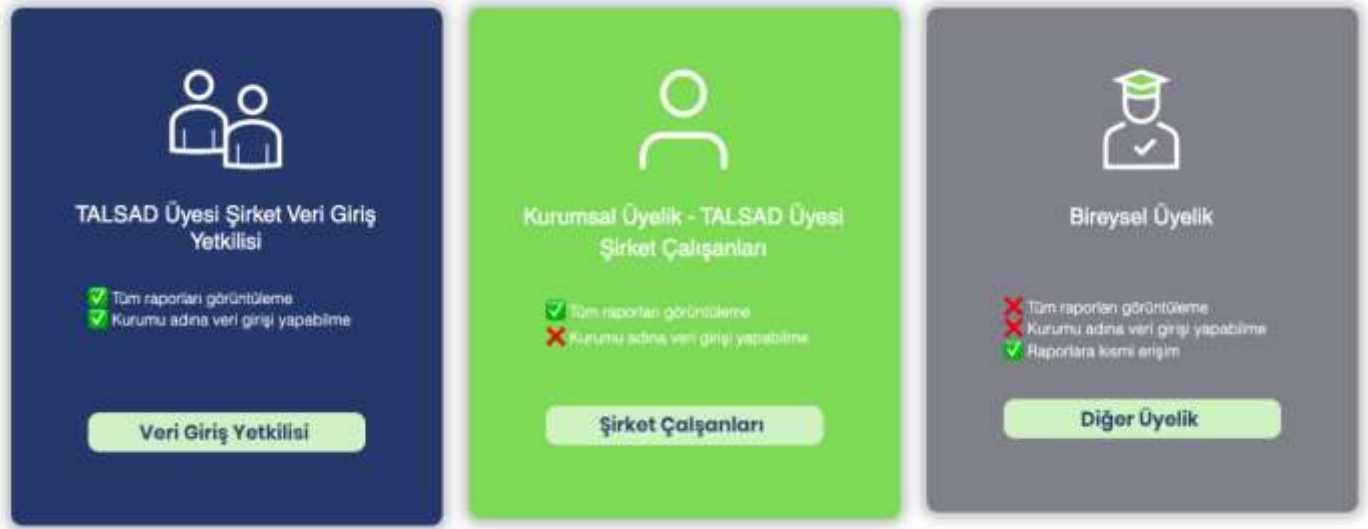 TALSAD Üyesi Şirket Veri Giriş
Yetkilisi
✅ Tüm raporları görüntüleme
✅ Kurumu adına veri girişi yapabilme
Veri Giriş Yetkilisi
Kurumsal Üyelik - TALSAD Üyesi
Şirket Çalışanları
✅ Tüm raporları görüntüleme
❌ Kurumu adına veri girişi yapabilme
Şirket Çalşanları
Bireysel Üyelik
❌ Tüm raporları görüntüleme
❌ Kurumu adına veri girişi yapabilme
✅ Raporlara kısmi erişim
Diğer Üyelik